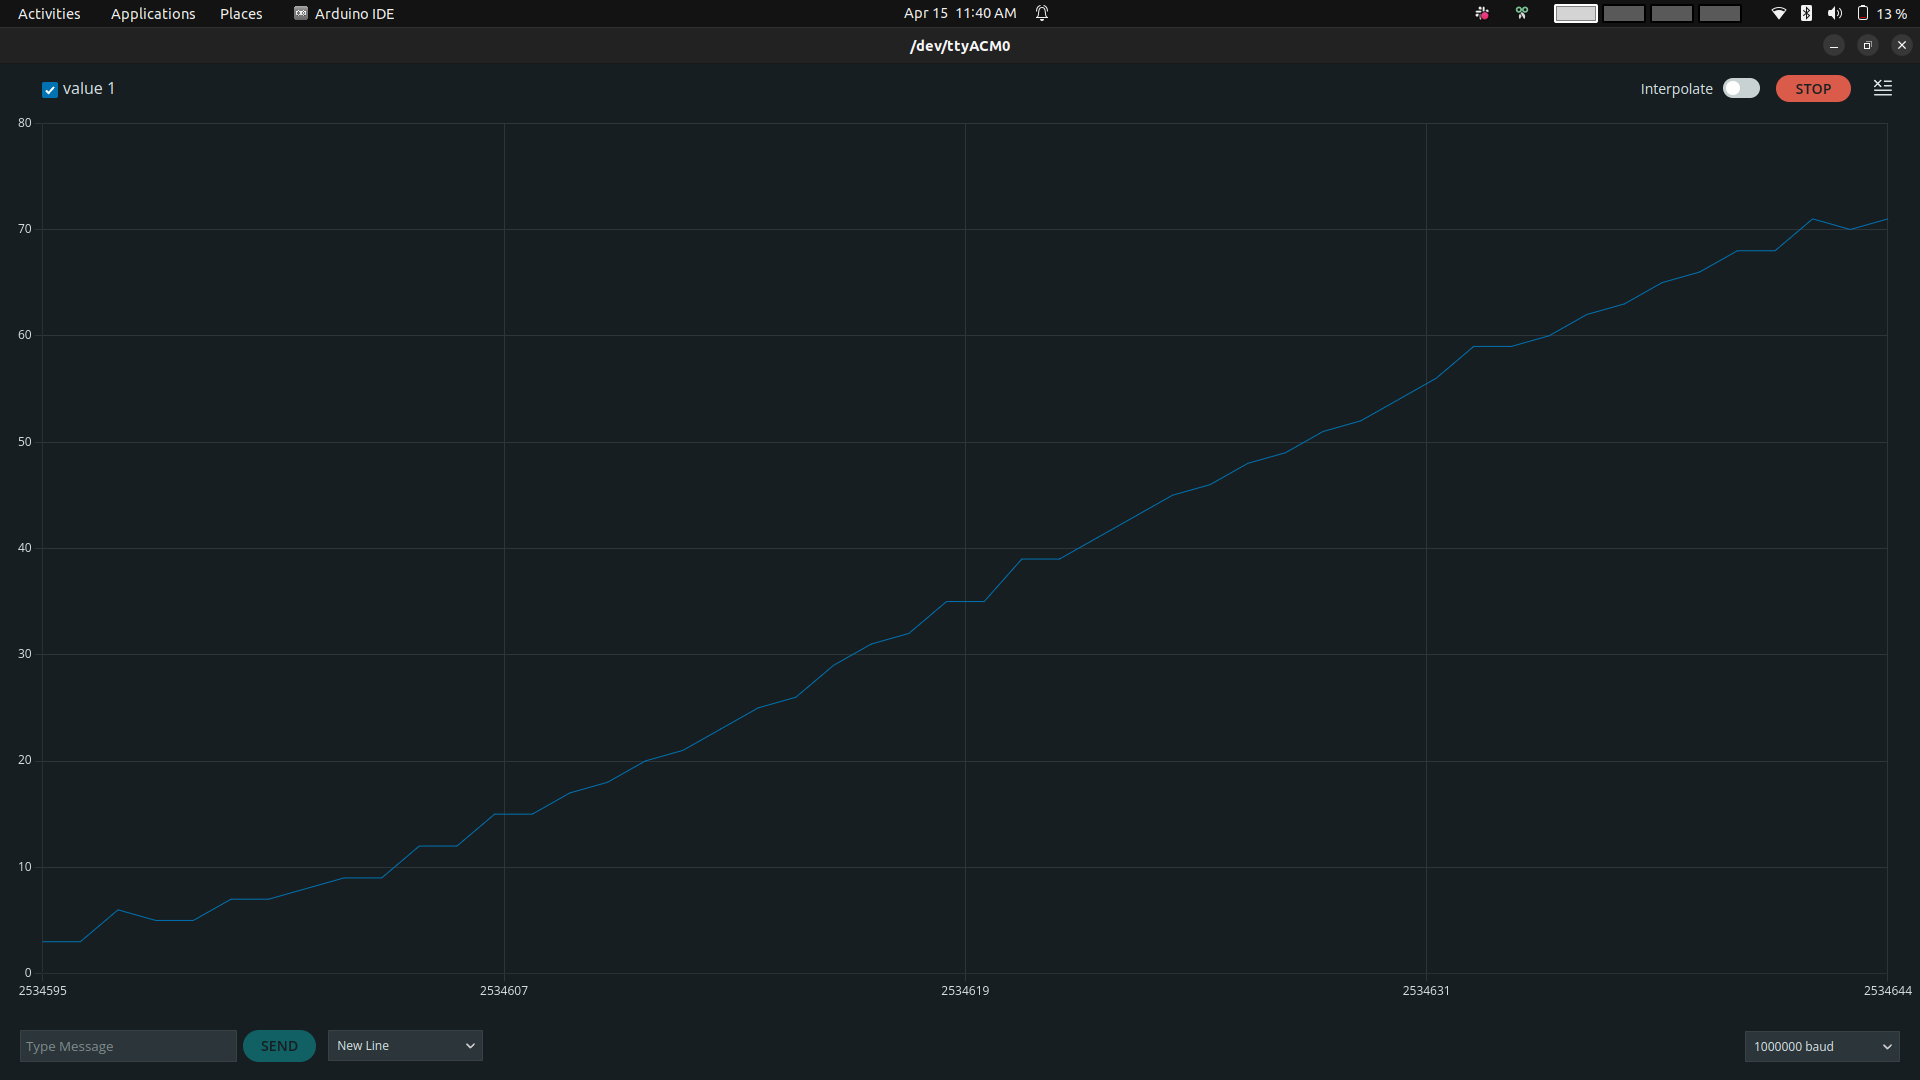 Activities Applications Places Arduino IDE Apr 15 11:40 AM 13 %
/dev/ttyACM0
value 1 Interpolate STOP
80
70
60
50
40
30
20
10
0
2534595 2534607 2534619 2534631 2534644
Type Message SEND New Line 1000000 baud